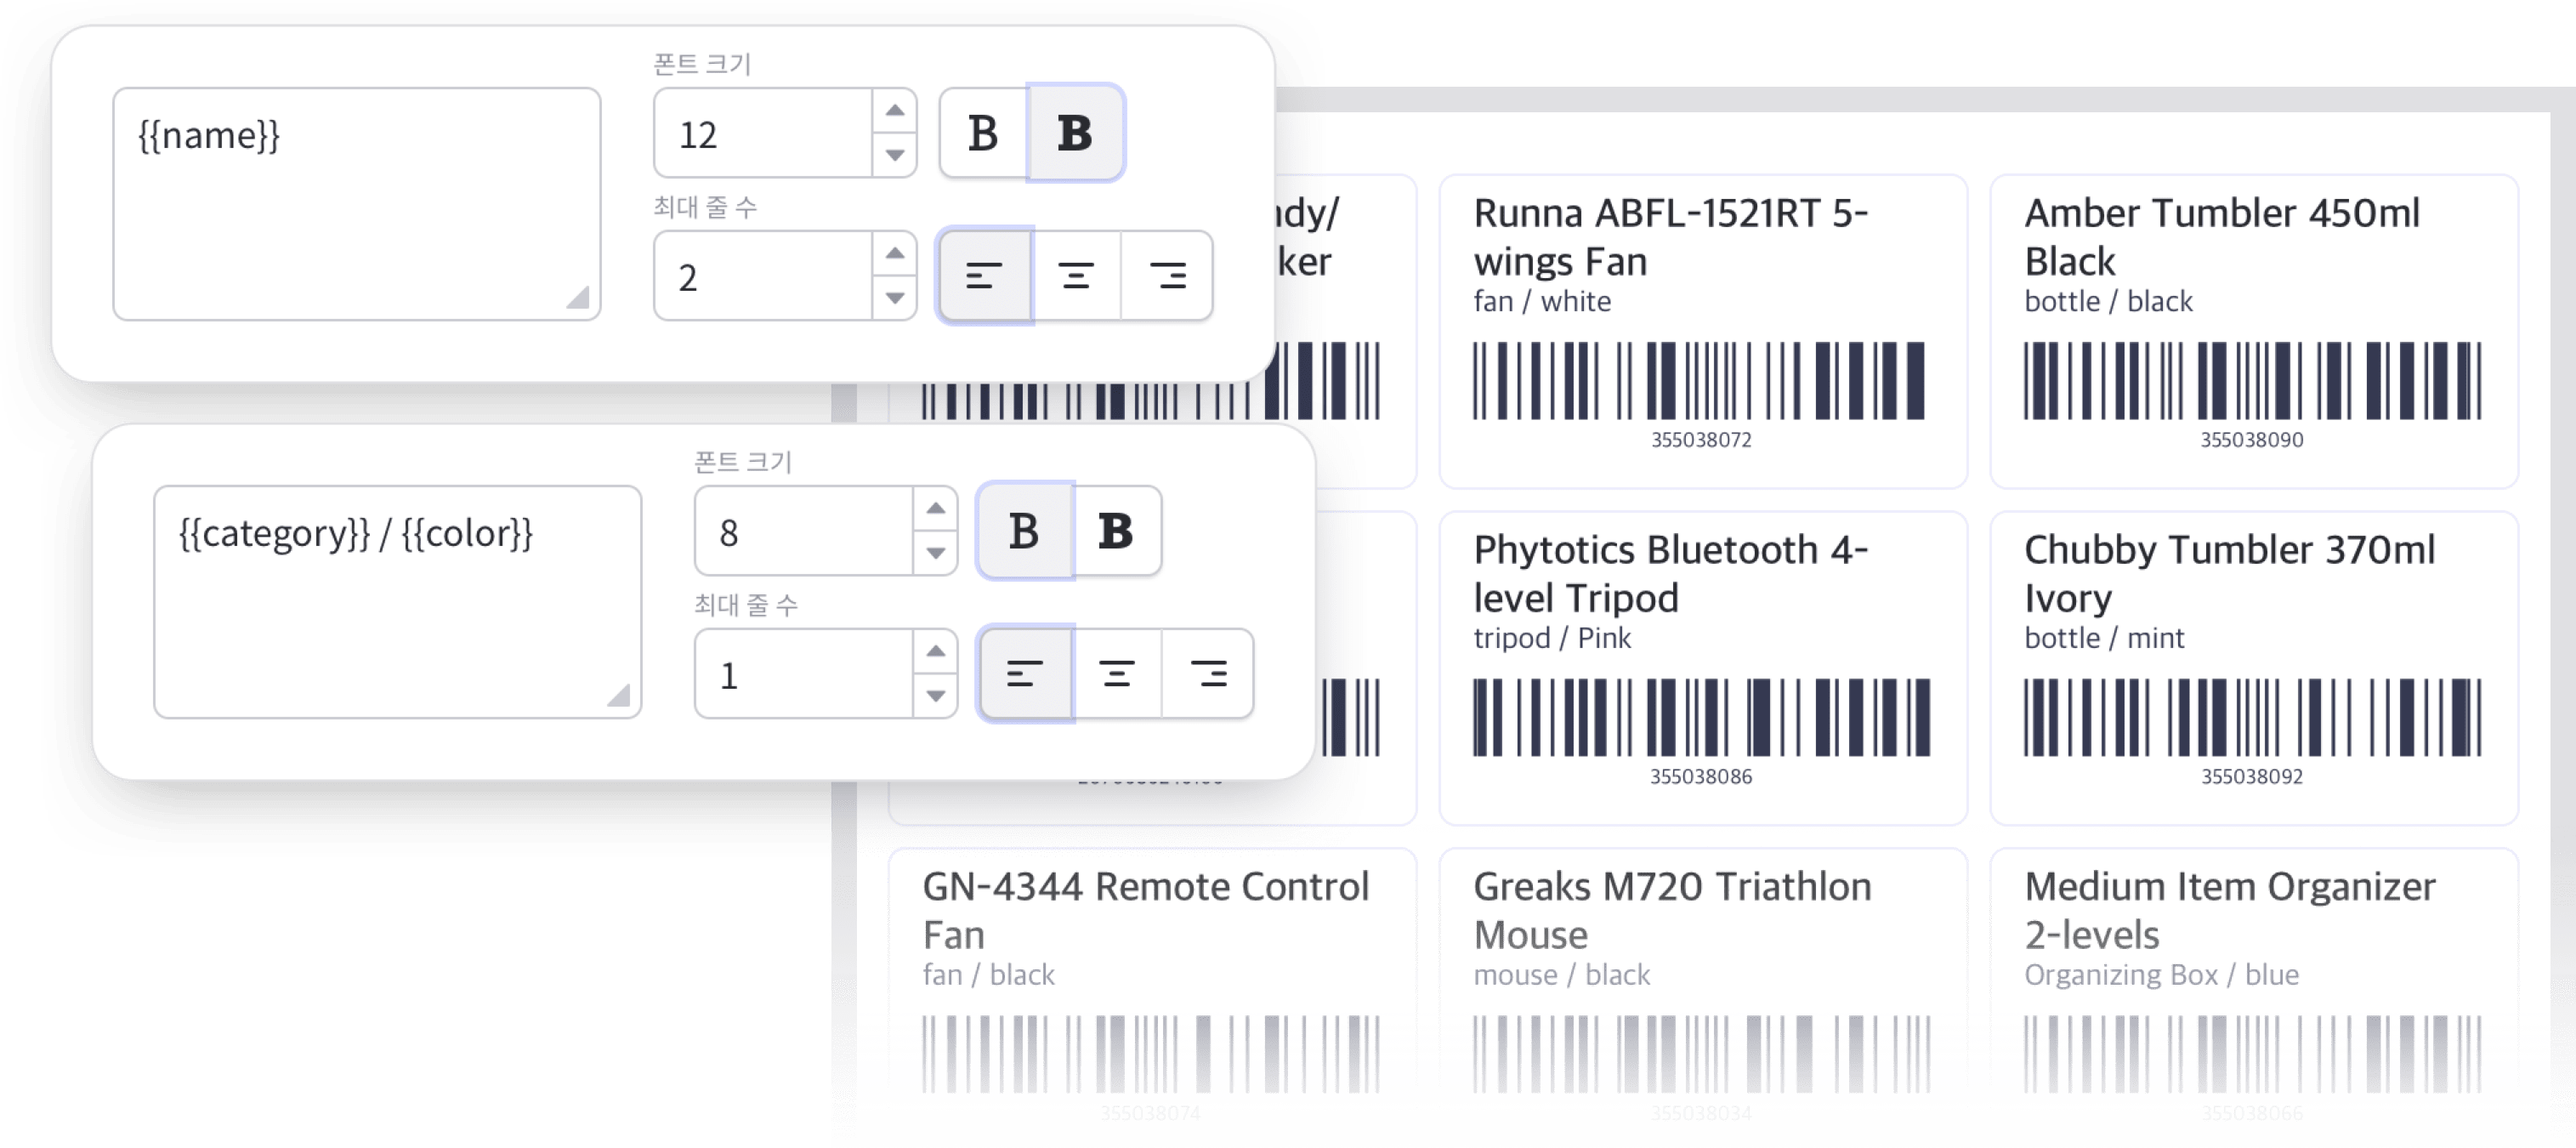 폰트 크기
{{name}}
12
B B
최대 줄 수
2
폰트 크기
{{category}} / {{color}}
8
B B
최대 줄 수
1
ndy/
ker
Runna ABFL-1521RT 5-
wings Fan
fan / white
355038072
Amber Tumbler 450ml
Black
bottle / black
355038090
Phytotics Bluetooth 4-
level Tripod
tripod / Pink
355038086
Chubby Tumbler 370ml
Ivory
bottle / mint
355038092
GN-4344 Remote Control
Fan
fan / black
355038074
Greaks M720 Triathlon
Mouse
mouse / black
355038034
Medium Item Organizer
2-levels
Organizing Box / blue
355038066